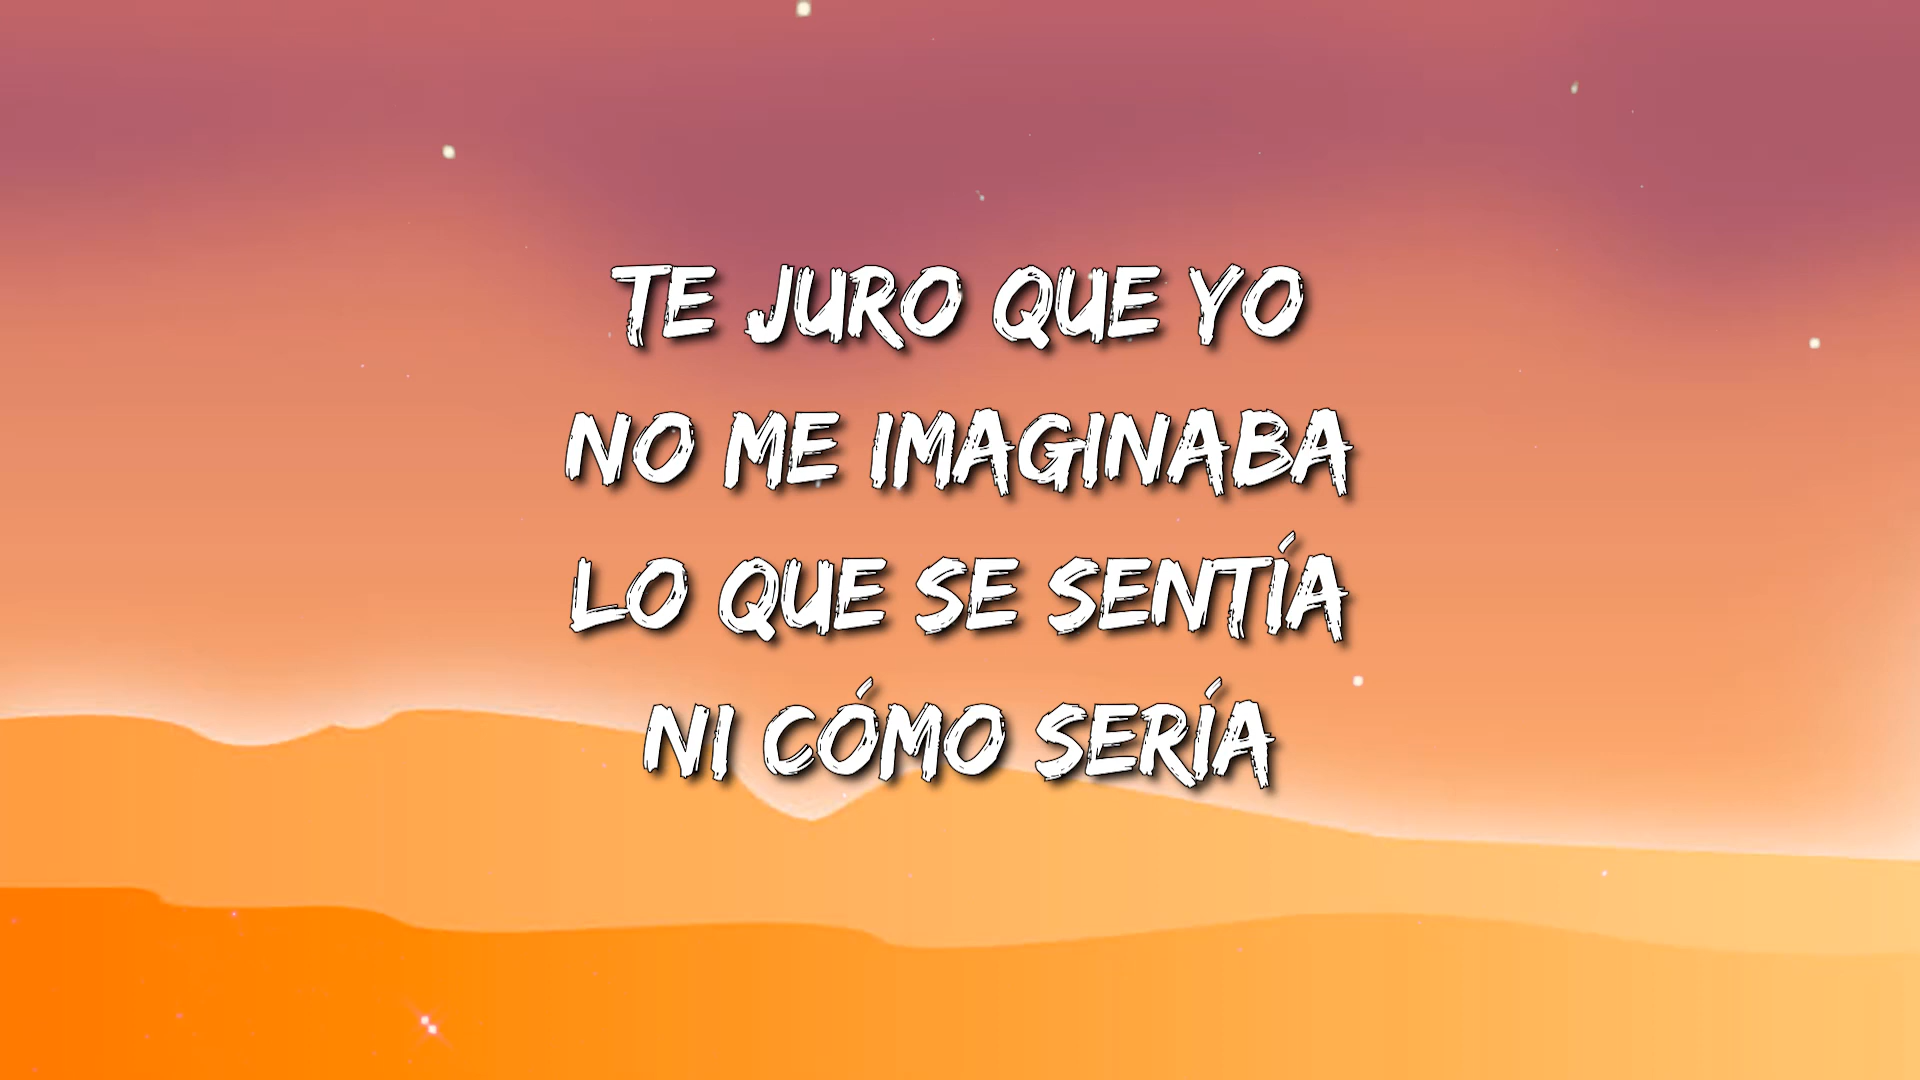 TE JURO QUE YO
NO ME IMAGINABA
LO QUE SE SENTÍA
NI CÓMO SERÍA